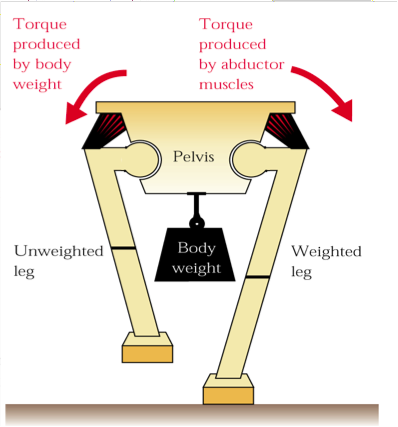 Torque
produced
by body
weight
Torque
produced
by abductor
muscles
Pelvis
Unweighted
leg
Body
weight
Weighted
leg